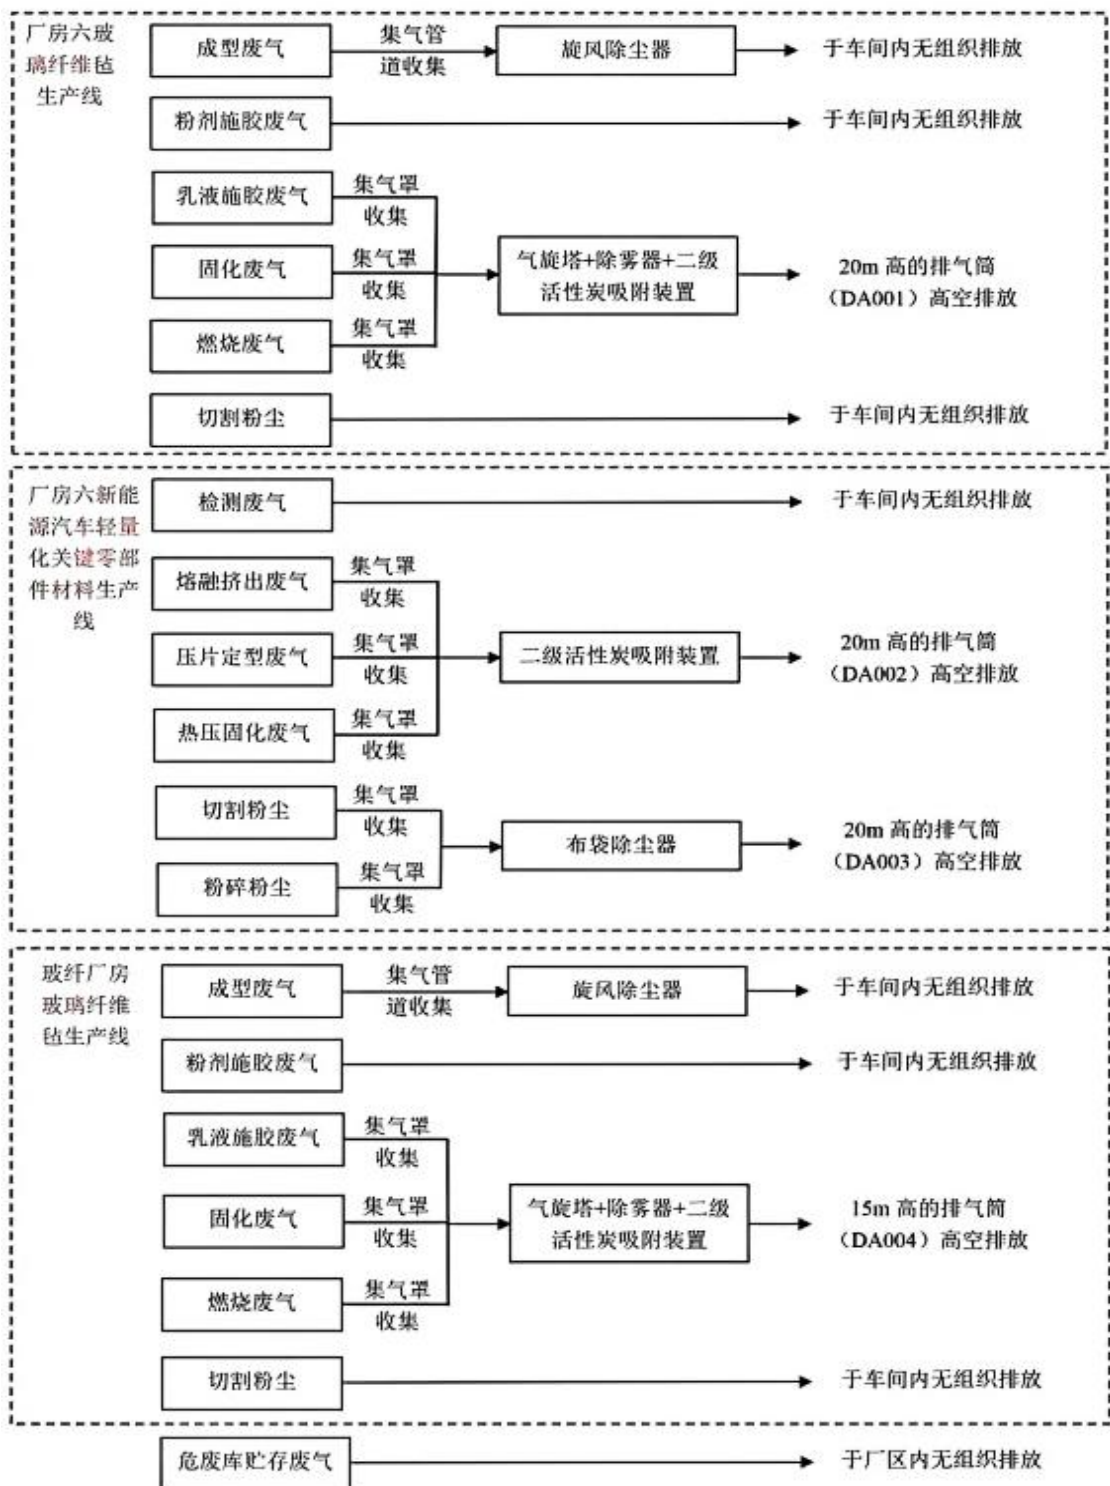 厂房六玻
璃纤维毡
生产线
成型废气
集气管
道收集
旋风除尘器
于车间内无组织排放
粉剂施胶废气
于车间内无组织排放
乳液施胶废气
集气罩
收集
固化废气
集气罩
收集
燃烧废气
集气罩
收集
气旋塔+除雾器+二级
活性炭吸附装置
20m 高的排气筒
（DA001）高空排放
切割粉尘
于车间内无组织排放
厂房六新能
源汽车轻量
化关键零部
件材料生产
线
检测废气
于车间内无组织排放
熔融挤出废气
集气罩
收集
压片定型废气
集气罩
收集
热压固化废气
集气罩
收集
二级活性炭吸附装置
20m 高的排气筒
（DA002）高空排放
切割粉尘
集气罩
收集
粉碎粉尘
集气罩
收集
布袋除尘器
20m 高的排气筒
（DA003）高空排放
玻纤厂房
玻璃纤维
毡生产线
成型废气
集气管
道收集
旋风除尘器
于车间内无组织排放
粉剂施胶废气
于车间内无组织排放
乳液施胶废气
集气罩
收集
固化废气
集气罩
收集
燃烧废气
集气罩
收集
气旋塔+除雾器+二级
活性炭吸附装置
15m 高的排气筒
（DA004）高空排放
切割粉尘
于车间内无组织排放
危废库贮存废气
于厂区内无组织排放